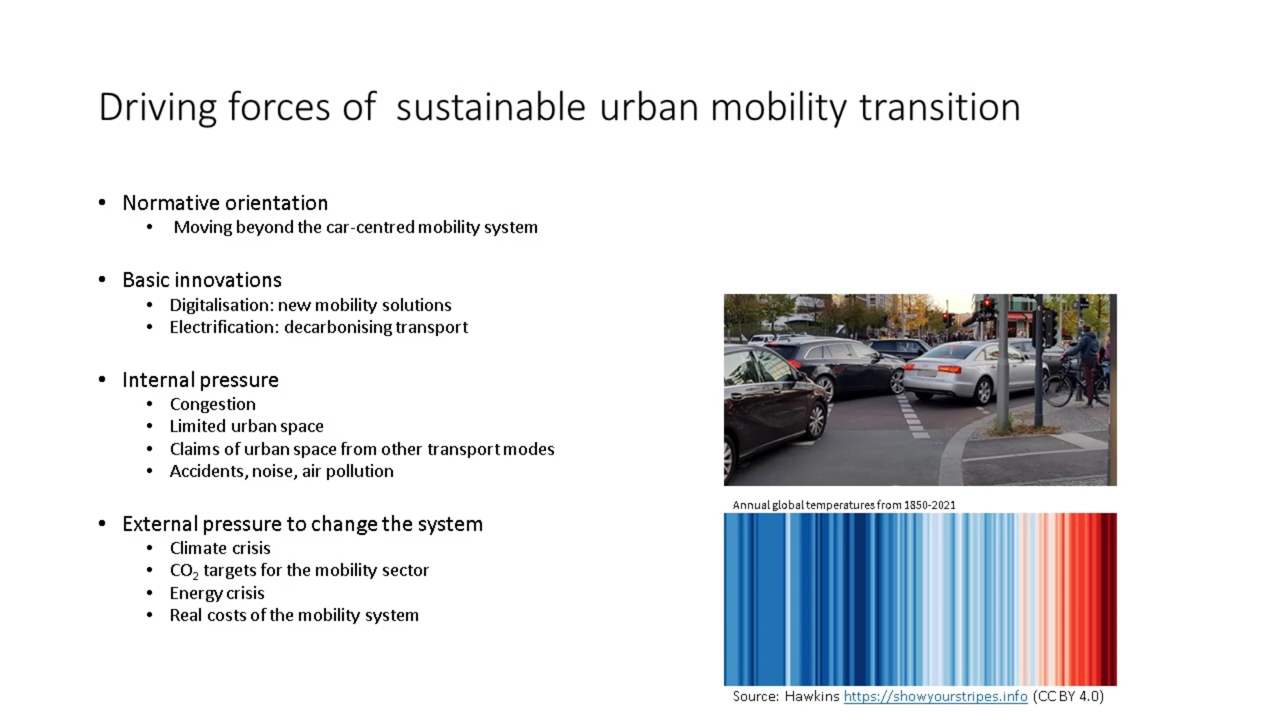 Driving forces of  sustainable urban mobility transition
• Normative orientation
• Moving beyond the car-centred mobility system
• Basic innovations
• Digitalisation: new mobility solutions
• Electrification: decarbonising transport
• Internal pressure
• Congestion
• Limited urban space
• Claims of urban space from other transport modes
• Accidents, noise, air pollution
• External pressure to change the system
• Climate crisis
• CO₂ targets for the mobility sector
• Energy crisis
• Real costs of the mobility system
Annual global temperatures from 1850-2021
Source: Hawkins https://showyourstripes.info (CC BY 4.0)